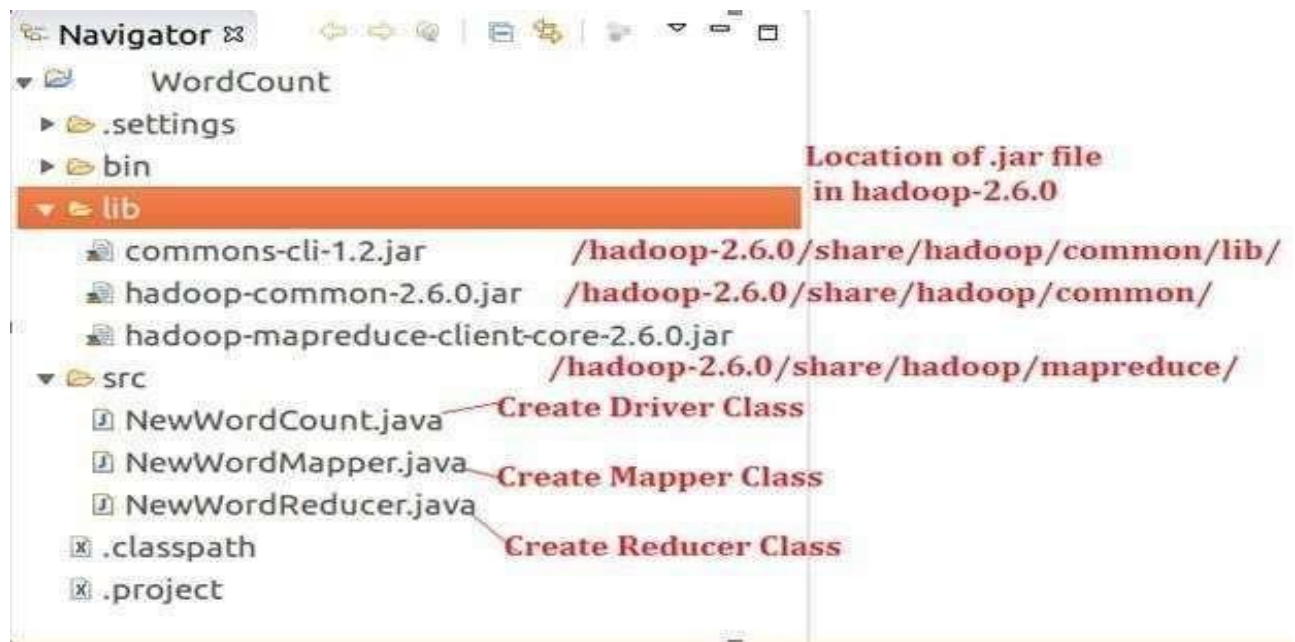 Navigator
WordCount
.settings
bin
Location of .jar file
in hadoop-2.6.0
lib
commons-cli-1.2.jar /hadoop-2.6.0/share/hadoop/common/lib/
hadoop-common-2.6.0.jar /hadoop-2.6.0/share/hadoop/common/
hadoop-mapreduce-client-core-2.6.0.jar
/hadoop-2.6.0/share/hadoop/mapreduce/
src
NewWordCount.java Create Driver Class
NewWordMapper.java Create Mapper Class
NewWordReducer.java
Create Reducer Class
.classpath
.project